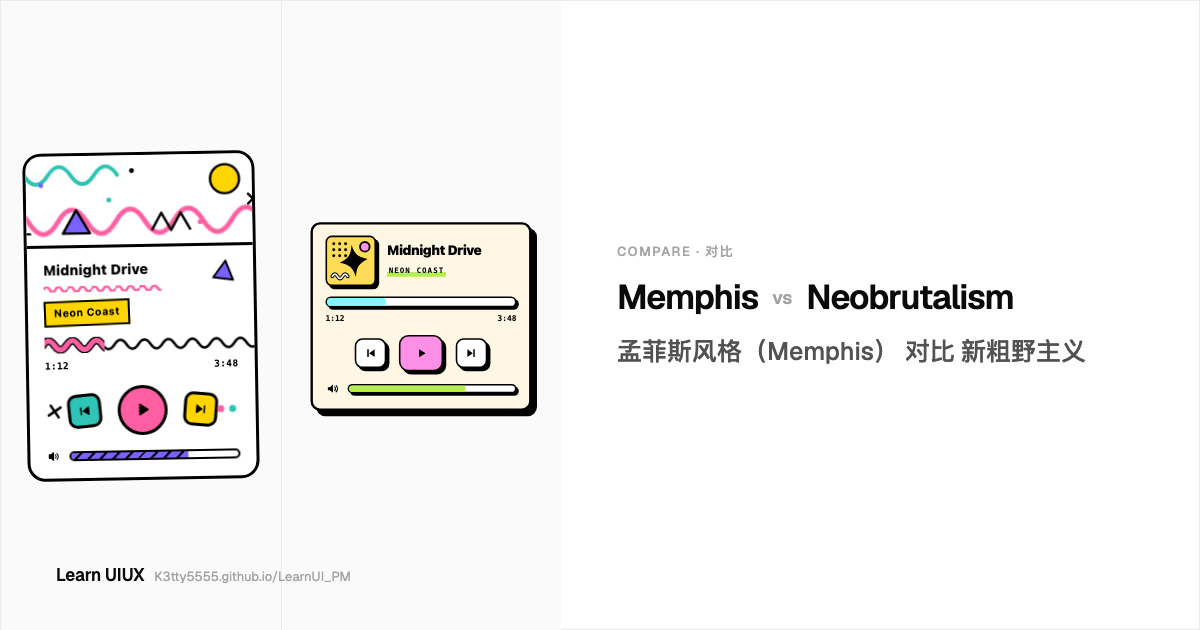 Midnight Drive
Neon Coast
1:12
3:48
Midnight Drive
NEON COAST
1:12
3:48
COMPARE · 对比
Memphis vs Neobrutalism
孟菲斯风格（Memphis） 对比 新粗野主义
Learn UIUX K3tty5555.github.io/LearnUI_PM